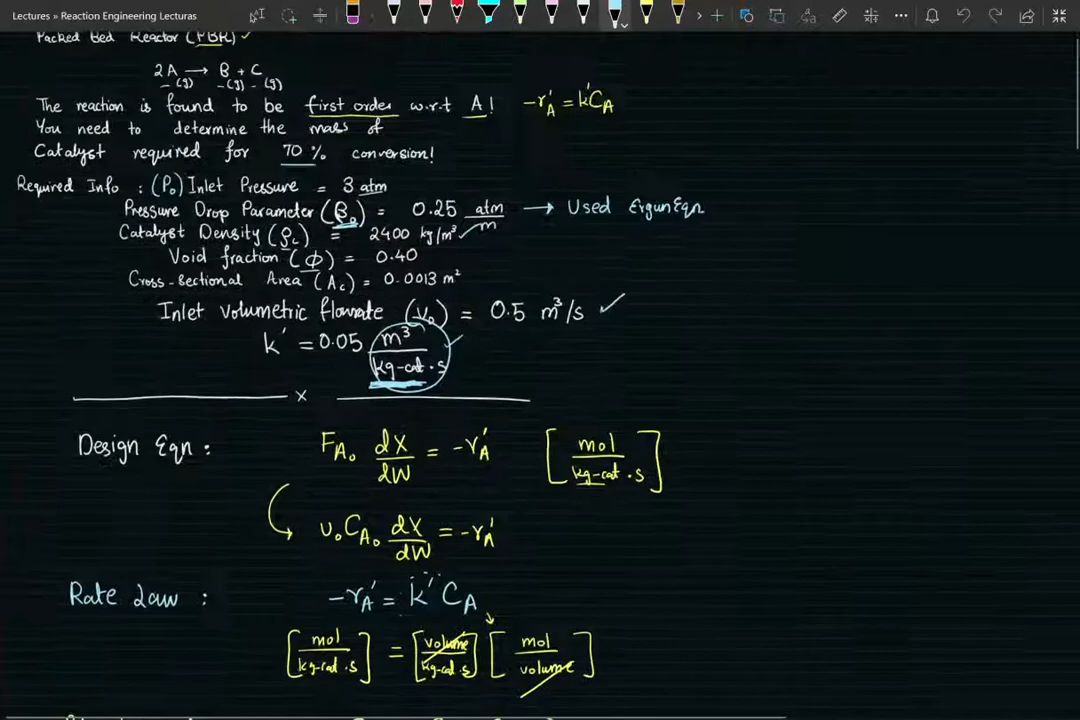 Lectures » Reaction Engineering Lecturas
Packed Bed Reactor (PBR)
2A → B + C
(g) (g) (g)
The reaction is found to be first order w.r.t A! -r'A = k'CA
You need to determine the mass of
Catalyst required for 70 % conversion!
Required Info : (P₀) Inlet Pressure = 3 atm
Pressure Drop Parameter (β₀) = 0.25 atm/m → Used Ergun Eqn
Catalyst Density (ρc) = 2400 kg/m³
Void fraction (ϕ) = 0.40
Cross-Sectional Area (Ac) = 0.0013 m²
Inlet volumetric flowrate (v₀) = 0.5 m³/s
k' = 0.05 m³/kg-cat · s
x
Design Eqn : FA₀ dX/dW = -r'A [mol/kg-cat · s]
υ₀CA₀ dX/dW = -r'A
Rate Law : -r'A = k' CA
[mol/kg-cat · s] = [volume/kg-cat · s] [mol/volume]